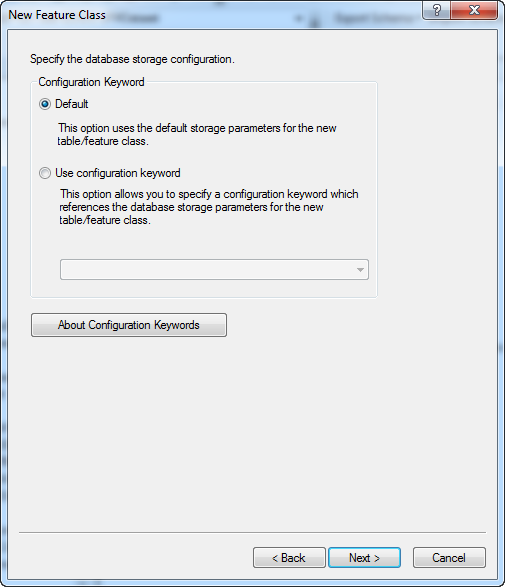 New Feature Class
?
Specify the database storage configuration.
Configuration Keyword
Default
This option uses the default storage parameters for the new
table/feature class.
Use configuration keyword
This option allows you to specify a configuration keyword which
references the database storage parameters for the new
table/feature class.
About Configuration Keywords
< Back
Next >
Cancel